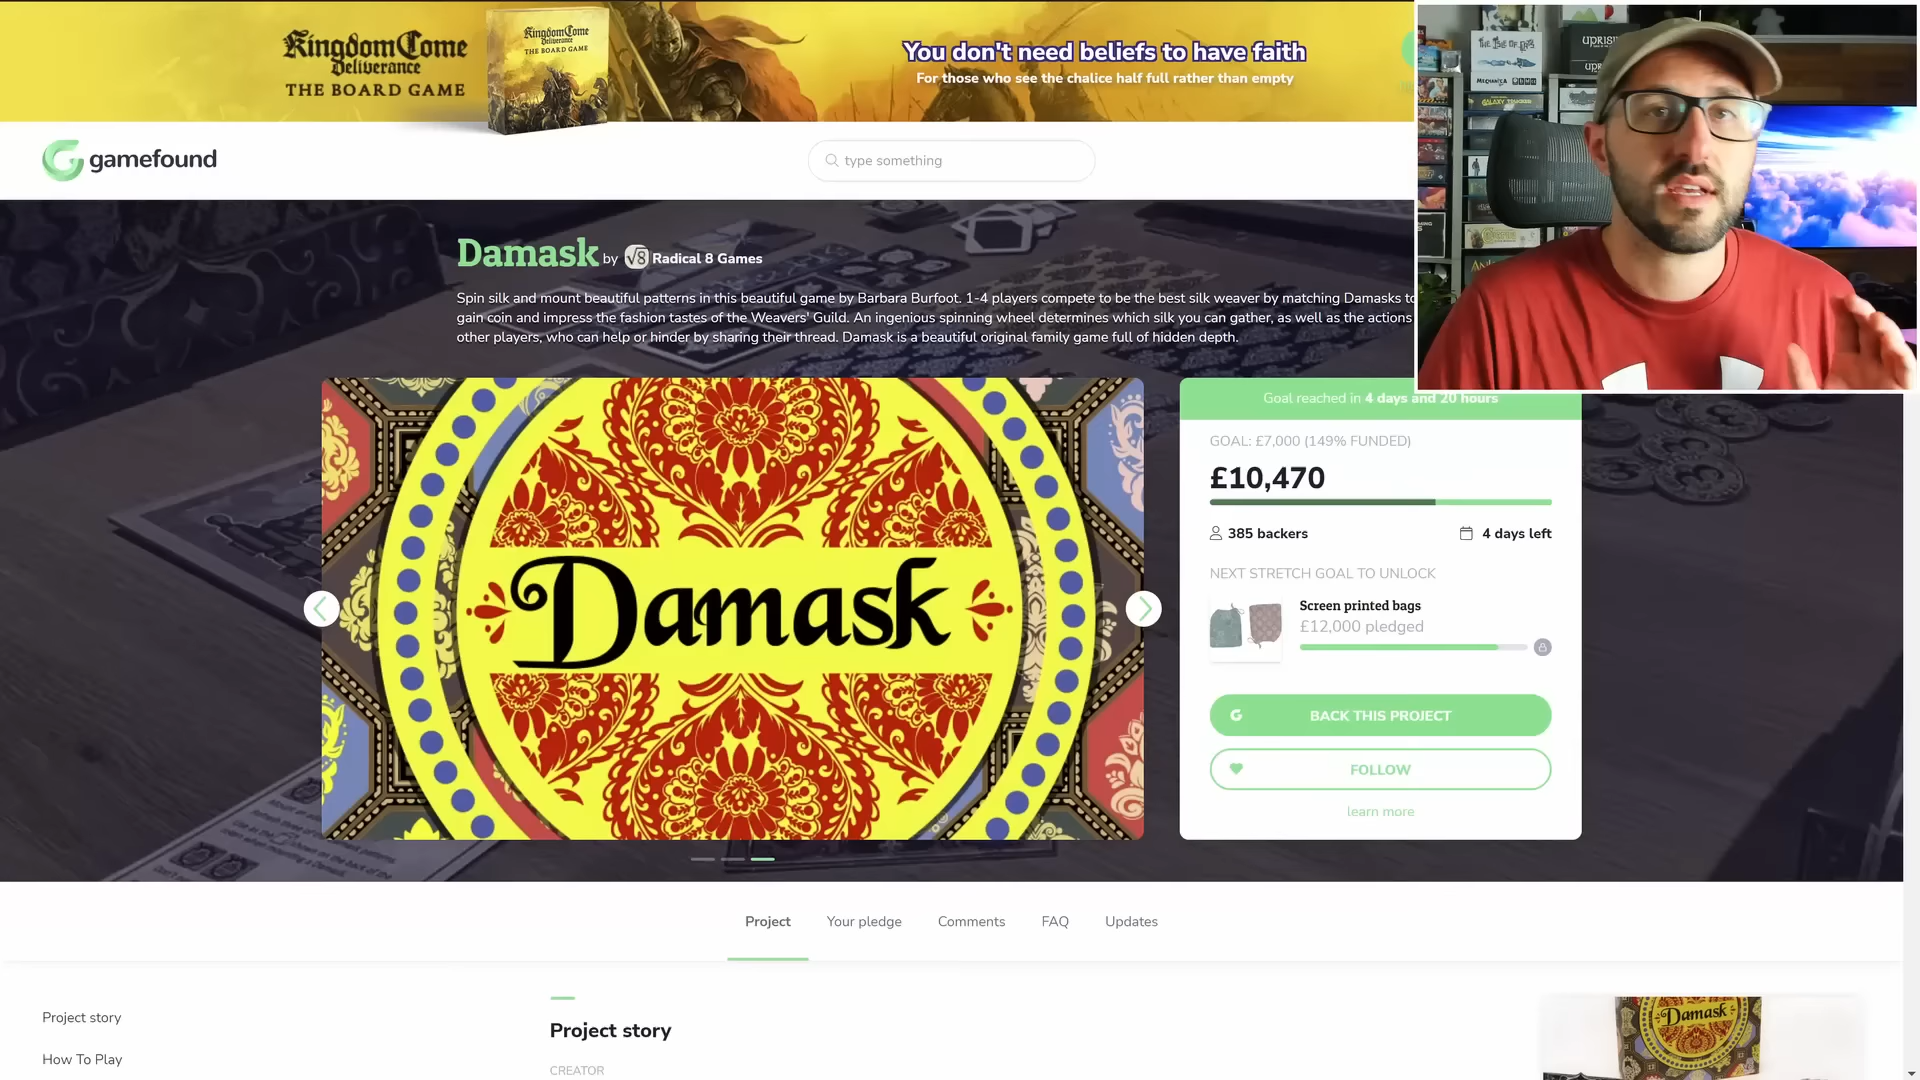 Kingdom Come
Deliverance
THE BOARD GAME
Kingdom Come
Deliverance
THE BOARD GAME
You don't need beliefs to have faith
For those who see the chalice half full rather than empty
gamefound
type something
Damask by √8 Radical 8 Games
Spin silk and mount beautiful patterns in this beautiful game by Barbara Burfoot. 1-4 players compete to be the best silk weaver by matching Damasks to
gain coin and impress the fashion tastes of the Weavers' Guild. An ingenious spinning wheel determines which silk you can gather, as well as the actions
other players, who can help or hinder by sharing their thread. Damask is a beautiful original family game full of hidden depth.
Damask
Goal reached in 4 days and 20 hours
GOAL: £7,000 (149% FUNDED)
£10,470
385 backers
4 days left
NEXT STRETCH GOAL TO UNLOCK
Screen printed bags
£12,000 pledged
BACK THIS PROJECT
FOLLOW
learn more
Project
Your pledge
Comments
FAQ
Updates
Project story
How To Play
Project story
CREATOR
Damask